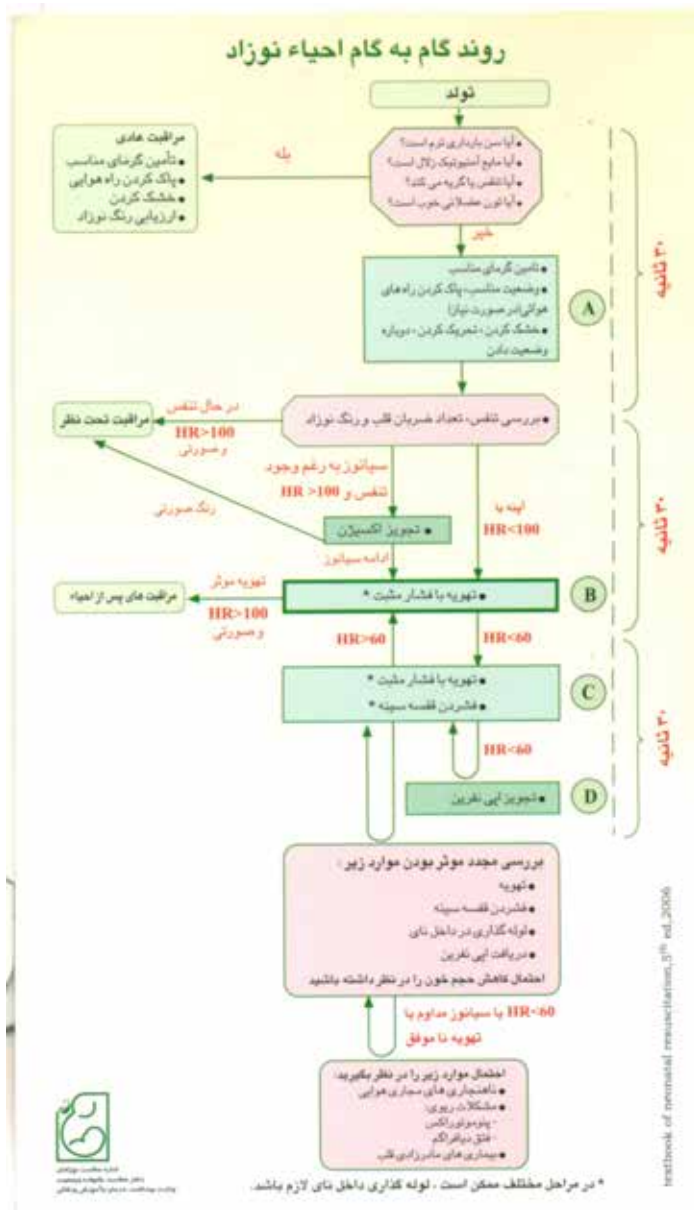 روند گام به گام احیاء نوزاد
تولد
• آیا سن بارداری ترم است؟
• آیا مایع آمنیوتیک زلال است؟
• آیا تنفس یا گریه می کند؟
• آیا تون عضلانی خوب است؟
بله
مراقبت عادی
• تأمین گرمای مناسب
• پاک کردن راه هوایی
• خشک کردن
• ارزیابی رنگ نوزاد
خیر
۳۰ ثانیه
• تأمین گرمای مناسب
• وضعیت مناسب، پاک کردن راه های
هوائی (در صورت نیاز)
• خشک کردن، تحریک کردن، دوباره
وضعیت دادن
A
• بررسی تنفس، تعداد ضربان قلب و رنگ نوزاد
در حال تنفس
HR>100
و صورتی
مراقبت تحت نظر
سیانوز به رغم وجود
تنفس و HR >100
آپنه یا
HR<100
۳۰ ثانیه
رنگ صورتی
• تجویز اکسیژن
ادامه سیانوز
• تهویه با فشار مثبت *
B
تهویه موثر
HR>100
و صورتی
مراقبت های پس از احیاء
HR>60
HR<60
• تهویه با فشار مثبت *
• فشردن قفسه سینه *
C
۳۰ ثانیه
HR<60
• تجویز اپی نفرین
D
بررسی مجدد موثر بودن موارد زیر :
• تهویه
• فشردن قفسه سینه
• لوله گذاری در داخل نای
• دریافت اپی نفرین
احتمال کاهش حجم خون را در نظر داشته باشید
HR<60 یا سیانوز مداوم یا
تهویه نا موفق
احتمال موارد زیر را در نظر بگیرید:
• ناهنجاری های مجاری هوایی
• مشکلات ریوی:
- پنوموتوراکس
- فتق دیافراگم
• بیماری های مادرزادی قلب
* در مراحل مختلف ممکن است ، لوله گذاری داخل نای لازم باشد.
textbook of neonatal resuscitation,5th ed,2006